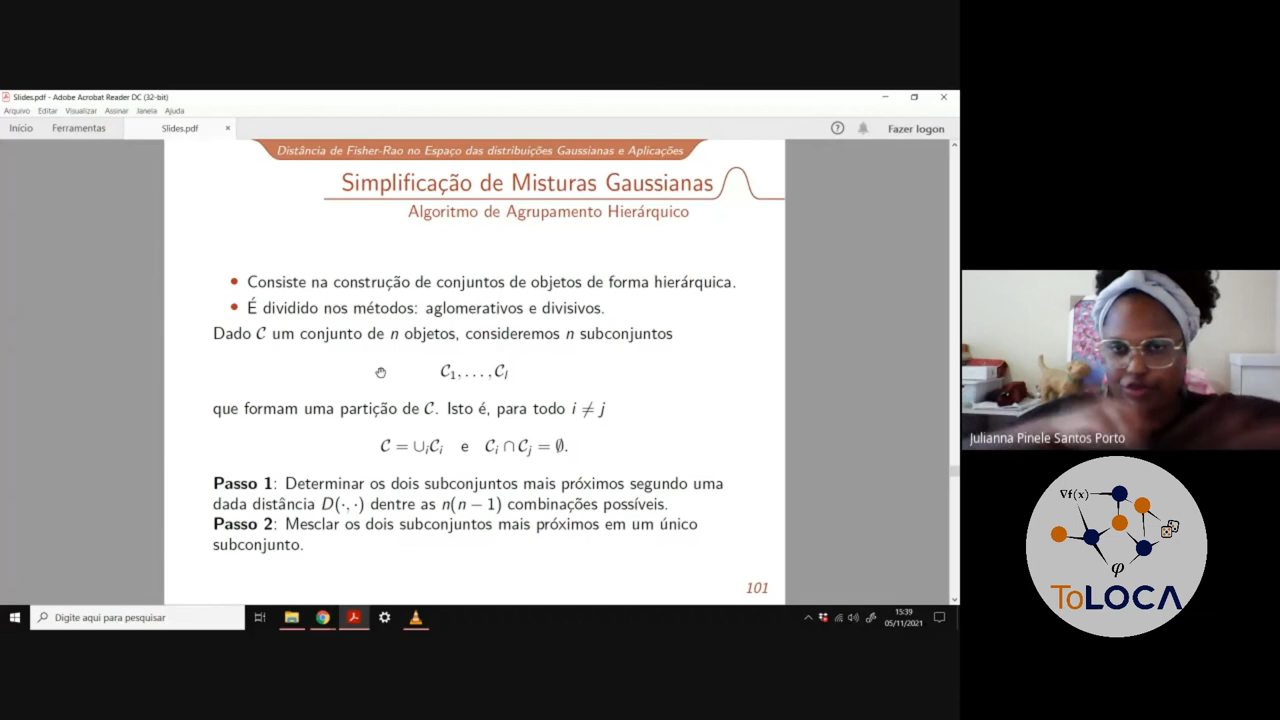 Slides.pdf - Adobe Acrobat Reader DC (32-bit)
Arquivo Editar Visualizar Assinar Janela Ajuda
Início Ferramentas Slides.pdf × Fazer logon
Distância de Fisher-Rao no Espaço das distribuições Gaussianas e Aplicações
Simplificação de Misturas Gaussianas
Algoritmo de Agrupamento Hierárquico
• Consiste na construção de conjuntos de objetos de forma hierárquica.
• É dividido nos métodos: aglomerativos e divisivos.
Dado C um conjunto de n objetos, consideremos n subconjuntos
C₁, . . . , Cₗ
que formam uma partição de C. Isto é, para todo i ≠ j
C = ∪ᵢCᵢ e Cᵢ ∩ Cⱼ = ∅.
Passo 1: Determinar os dois subconjuntos mais próximos segundo uma
dada distância D(·, ·) dentre as n(n − 1) combinações possíveis.
Passo 2: Mesclar os dois subconjuntos mais próximos em um único
subconjunto.
101
Digite aqui para pesquisar
15:39
05/11/2021
Julianna Pinele Santos Porto
∇f(x)
φ
ToLOCA